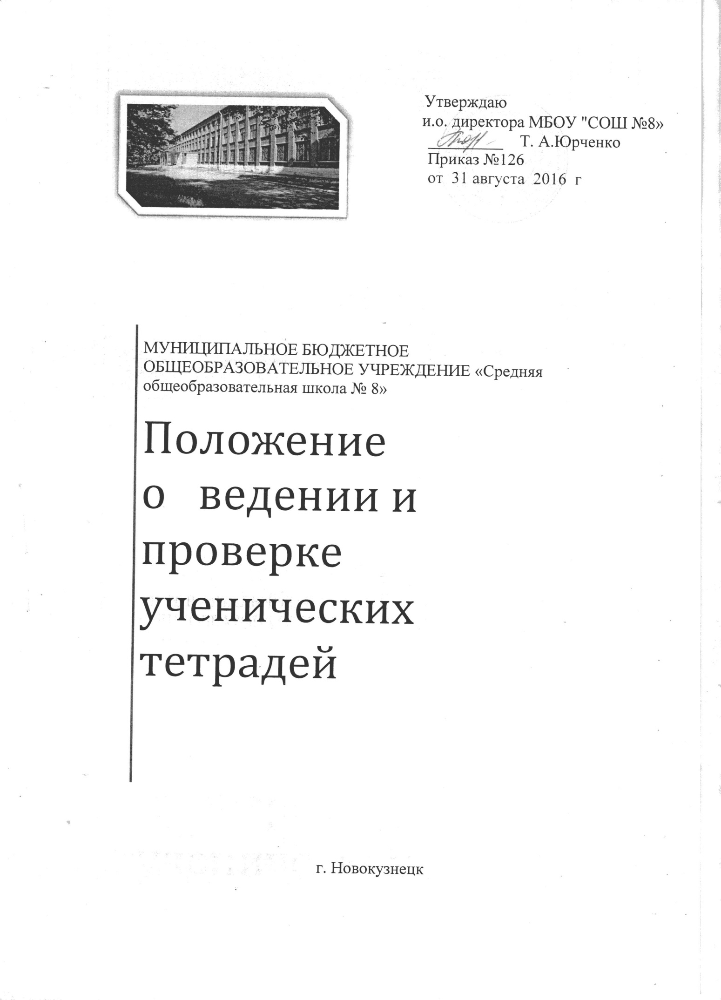 Утверждаю
и.о. директора МБОУ "СОШ №8»
Т. А.Юрченко
Приказ №126
от 31 августа 2016 г
МУНИЦИПАЛЬНОЕ БЮДЖЕТНОЕ
ОБЩЕОБРАЗОВАТЕЛЬНОЕ УЧРЕЖДЕНИЕ «Средняя
общеобразовательная школа № 8»
Положение
о ведении и
проверке
ученических
тетрадей
г. Новокузнецк